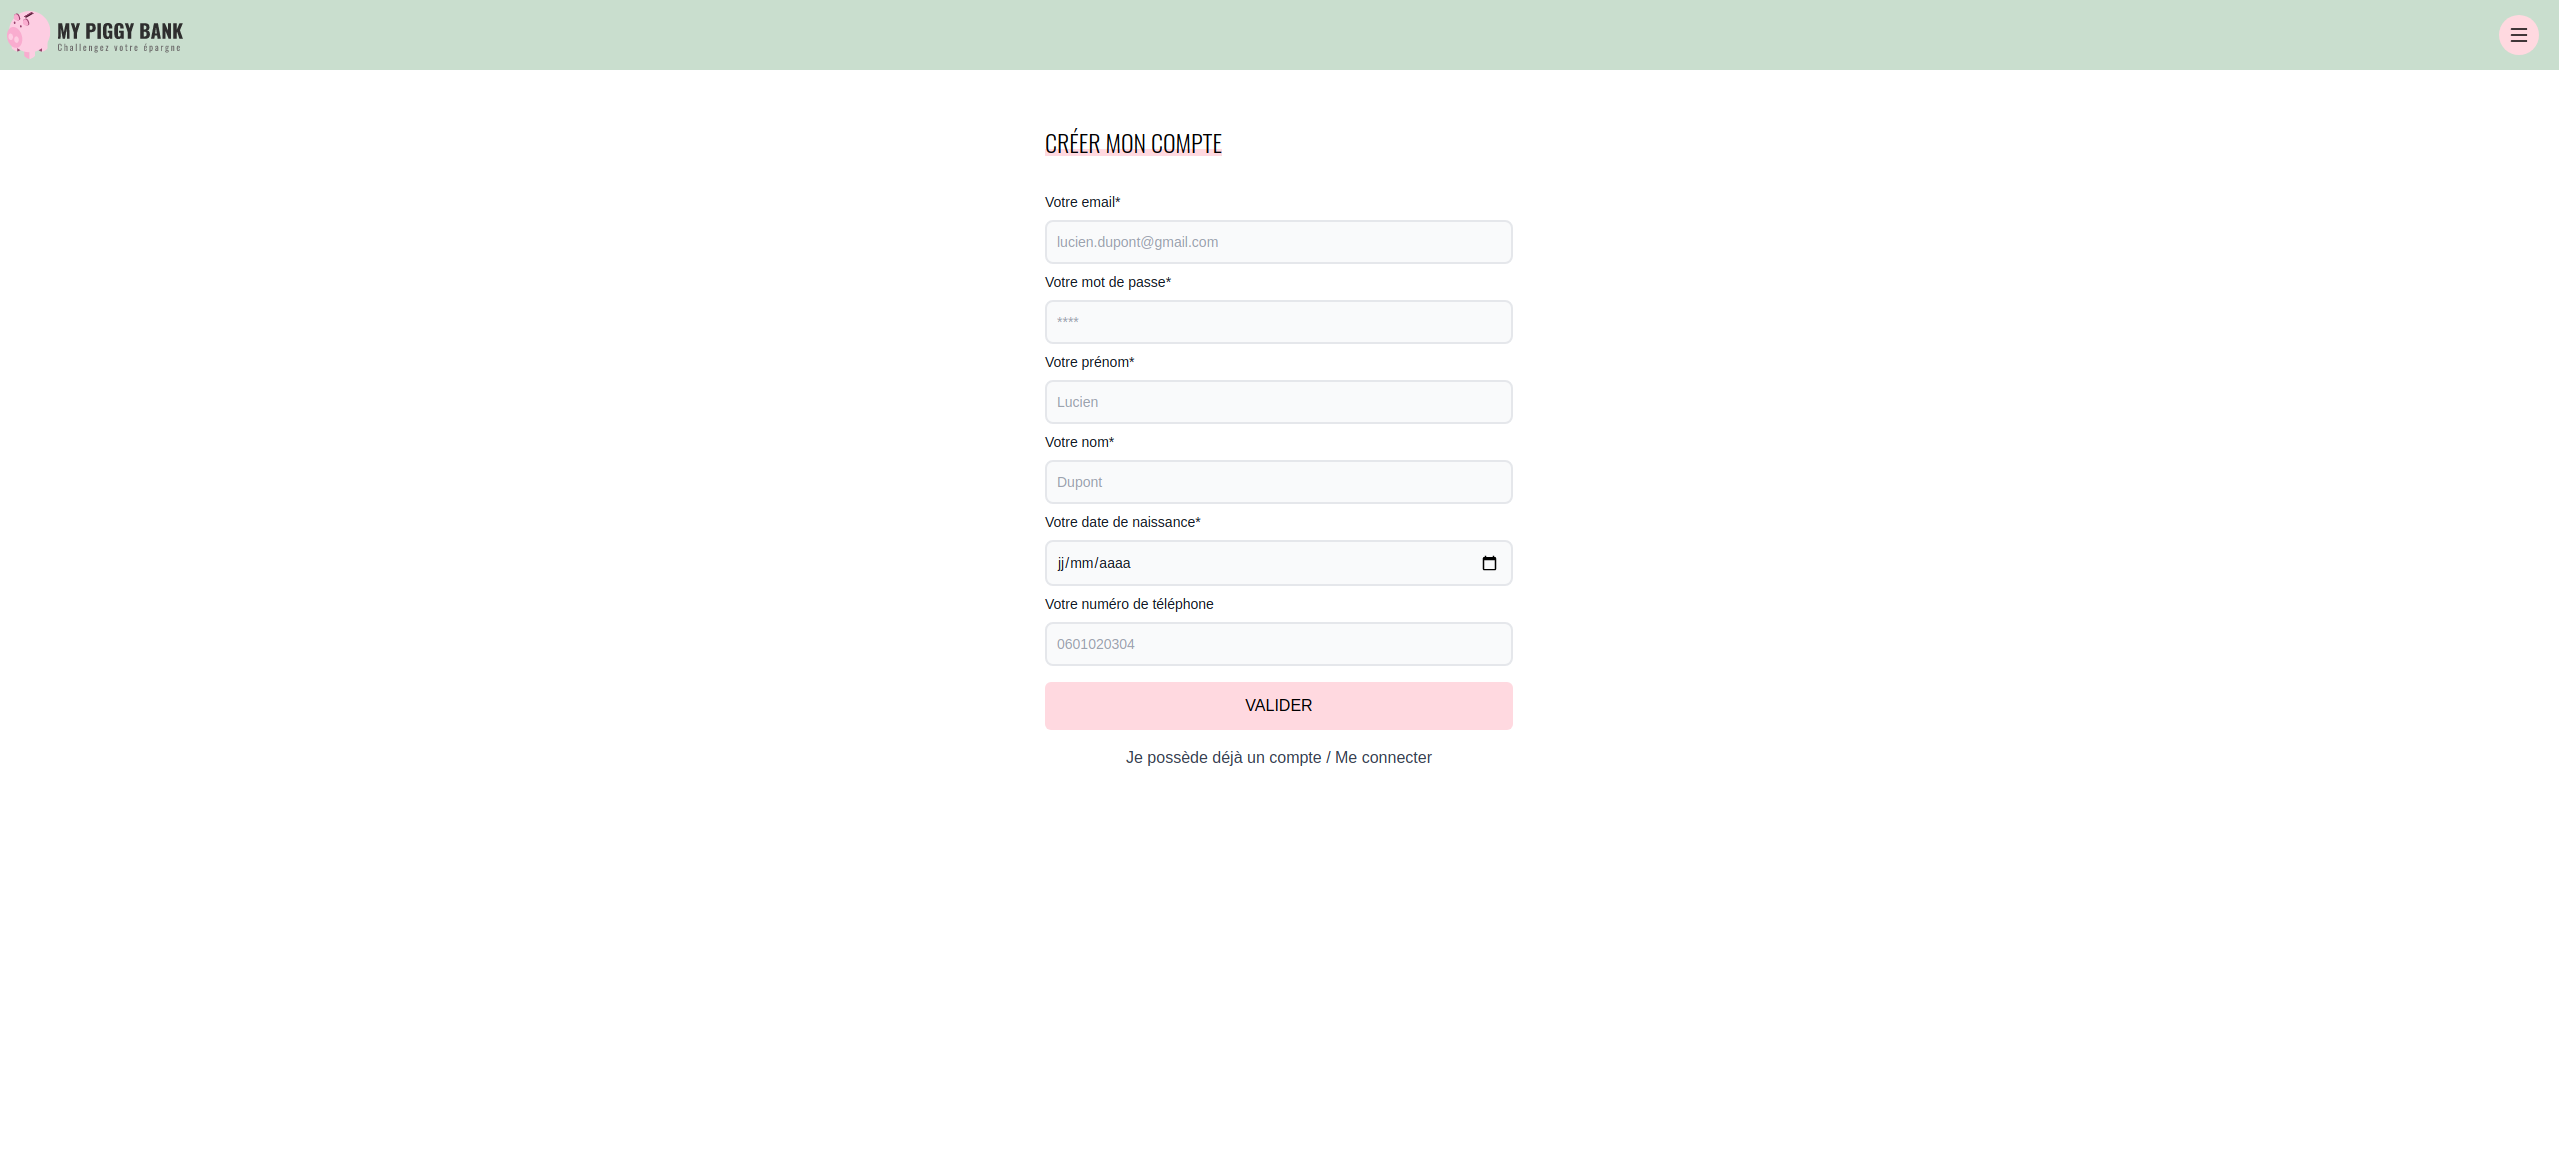 MY PIGGY BANK
Challengez votre épargne
CRÉER MON COMPTE
Votre email*
lucien.dupont@gmail.com
Votre mot de passe*
****
Votre prénom*
Lucien
Votre nom*
Dupont
Votre date de naissance*
jj/mm/aaaa
Votre numéro de téléphone
0601020304
VALIDER
Je possède déjà un compte / Me connecter